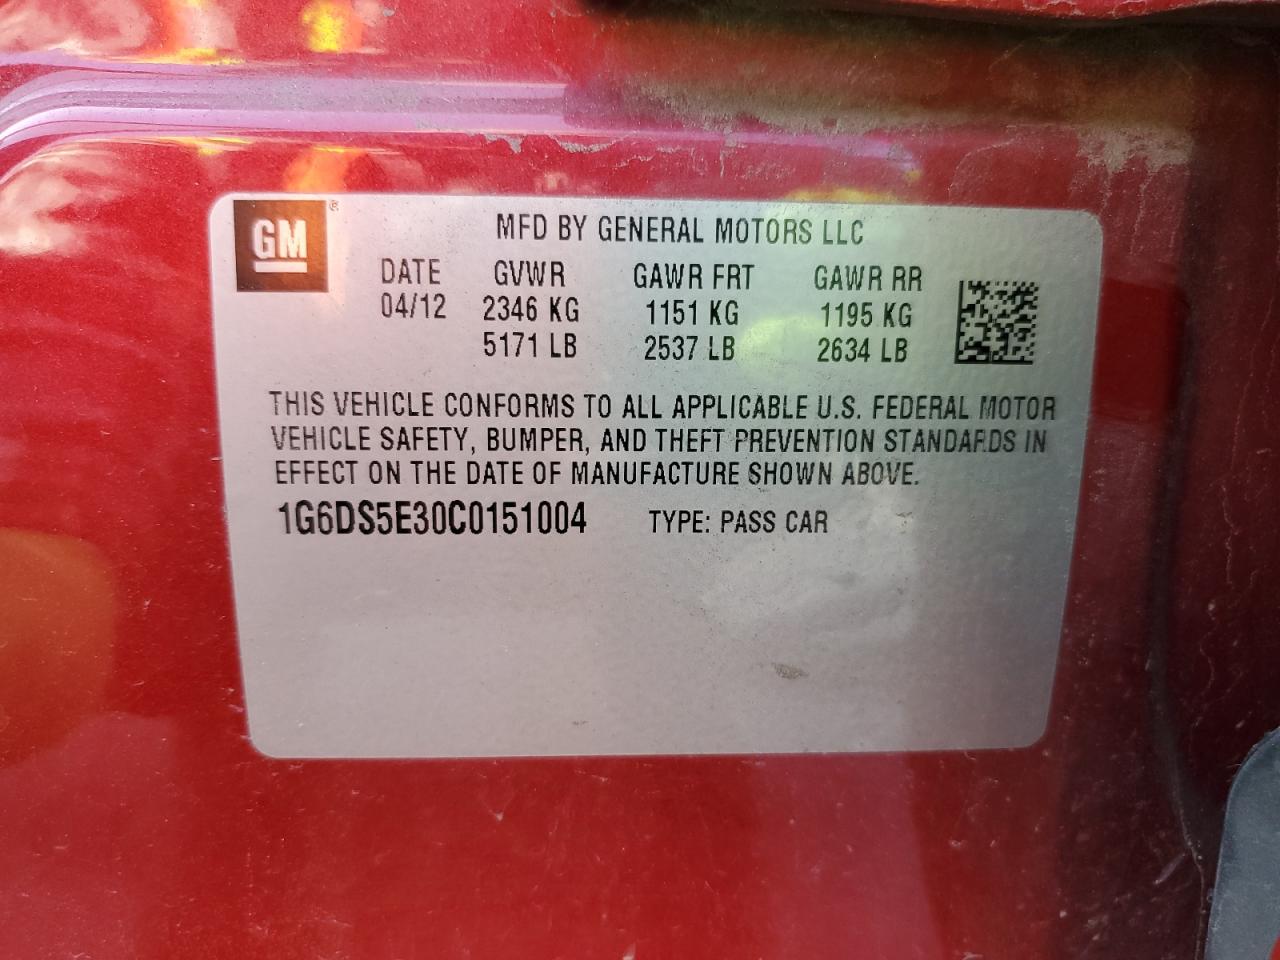 GM ®
MFD BY GENERAL MOTORS LLC
DATE GVWR GAWR FRT GAWR RR
04/12 2346 KG 1151 KG 1195 KG
5171 LB 2537 LB 2634 LB
THIS VEHICLE CONFORMS TO ALL APPLICABLE U.S. FEDERAL MOTOR
VEHICLE SAFETY, BUMPER, AND THEFT PREVENTION STANDARDS IN
EFFECT ON THE DATE OF MANUFACTURE SHOWN ABOVE.
1G6DS5E30C0151004 TYPE: PASS CAR